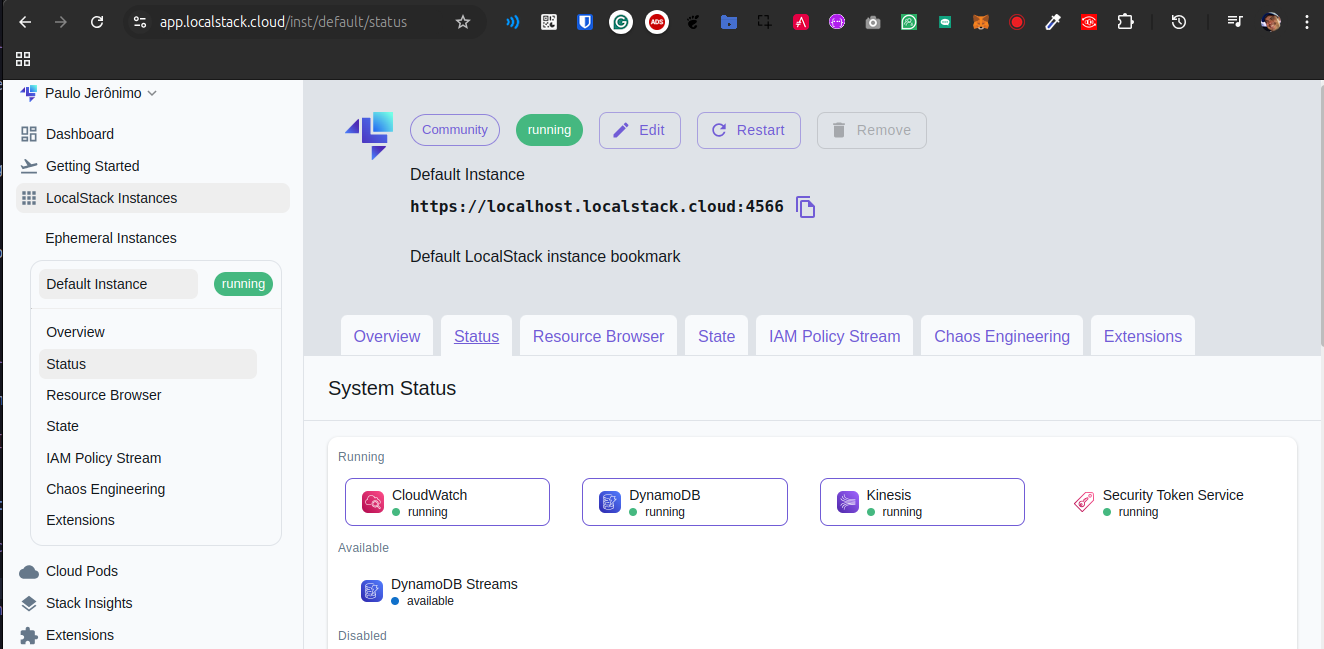 app.localstack.cloud/inst/default/status
ADS
Paulo Jerônimo
Dashboard
Getting Started
LocalStack Instances
Ephemeral Instances
Default Instance running
Overview
Status
Resource Browser
State
IAM Policy Stream
Chaos Engineering
Extensions
Cloud Pods
Stack Insights
Extensions
Community running Edit Restart Remove
Default Instance
https://localhost.localstack.cloud:4566
Default LocalStack instance bookmark
Overview Status Resource Browser State IAM Policy Stream Chaos Engineering Extensions
System Status
Running
CloudWatch DynamoDB Kinesis Security Token Service
running running running running
Available
DynamoDB Streams
available
Disabled